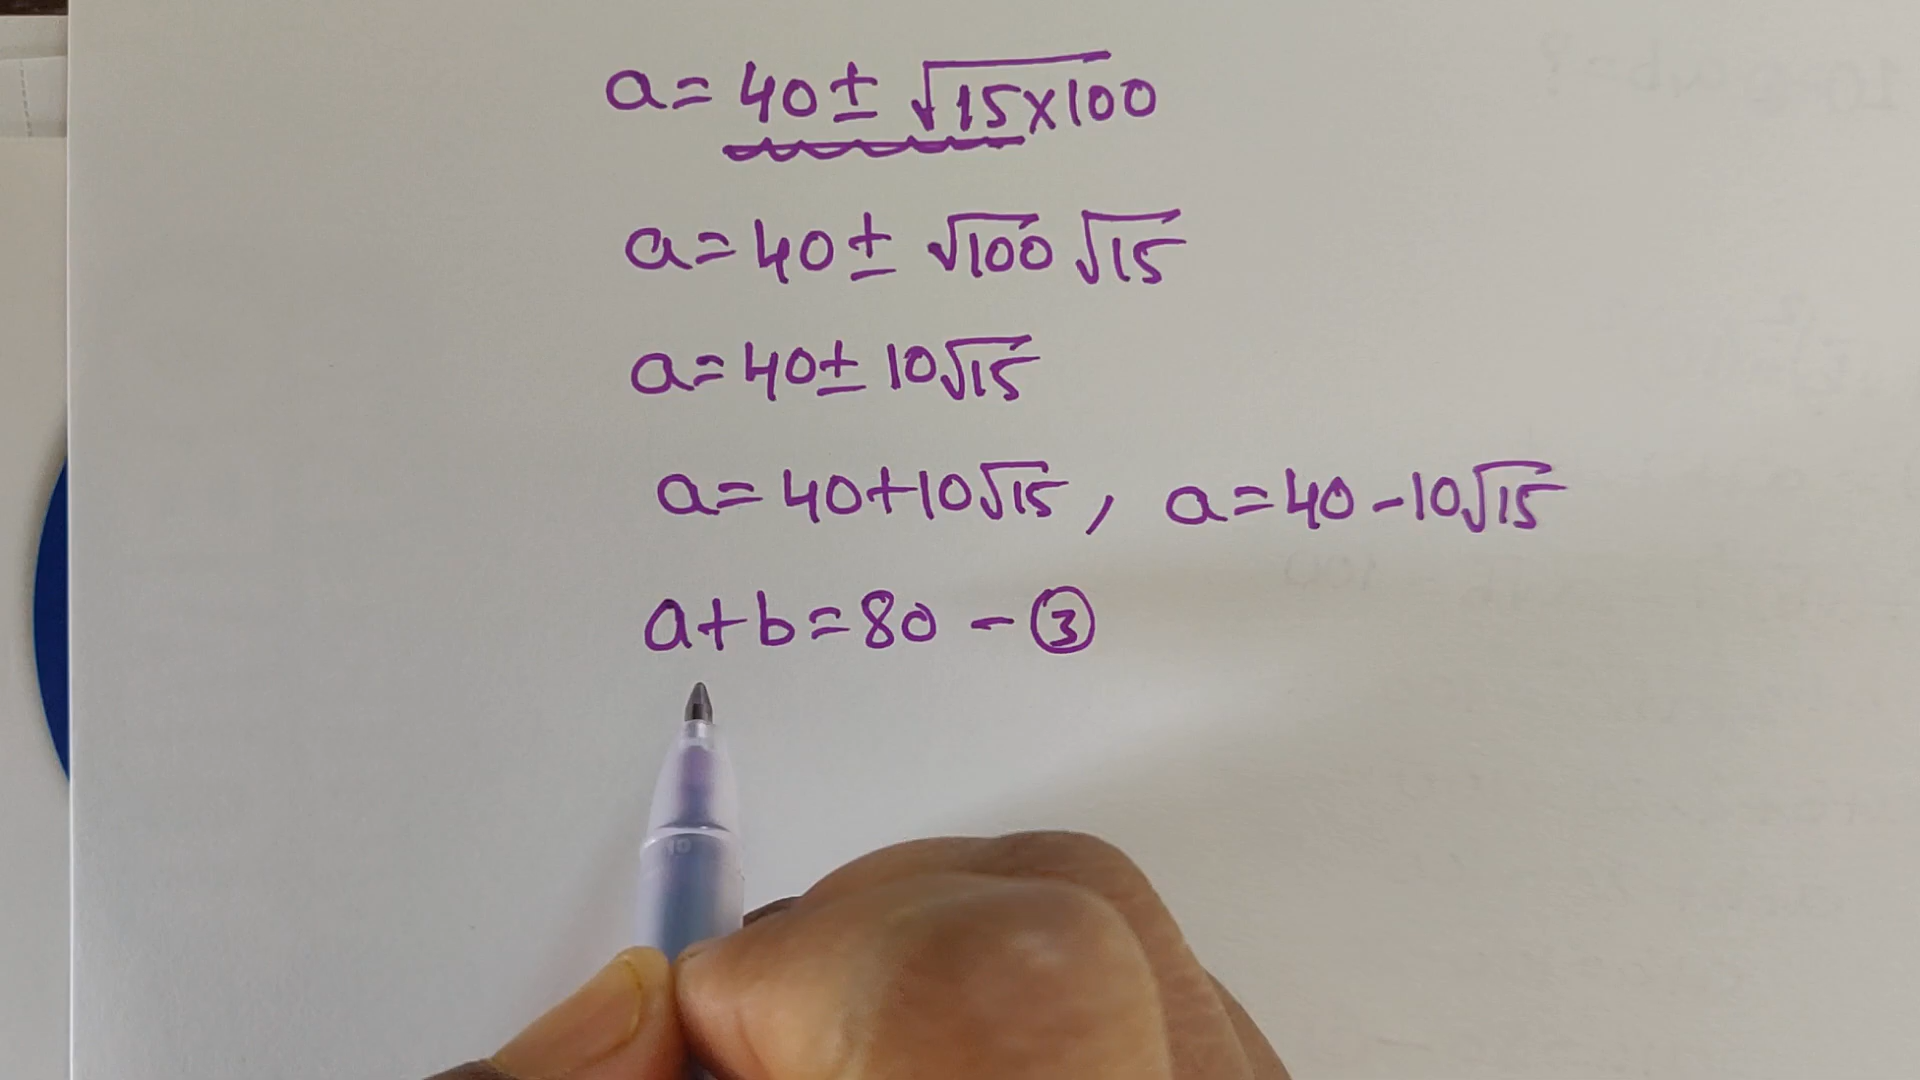 a = 40 ± √15×100
a = 40 ± √100 √15
a = 40 ± 10√15
a = 40+10√15 , a = 40 - 10√15
a+b = 80 - ③